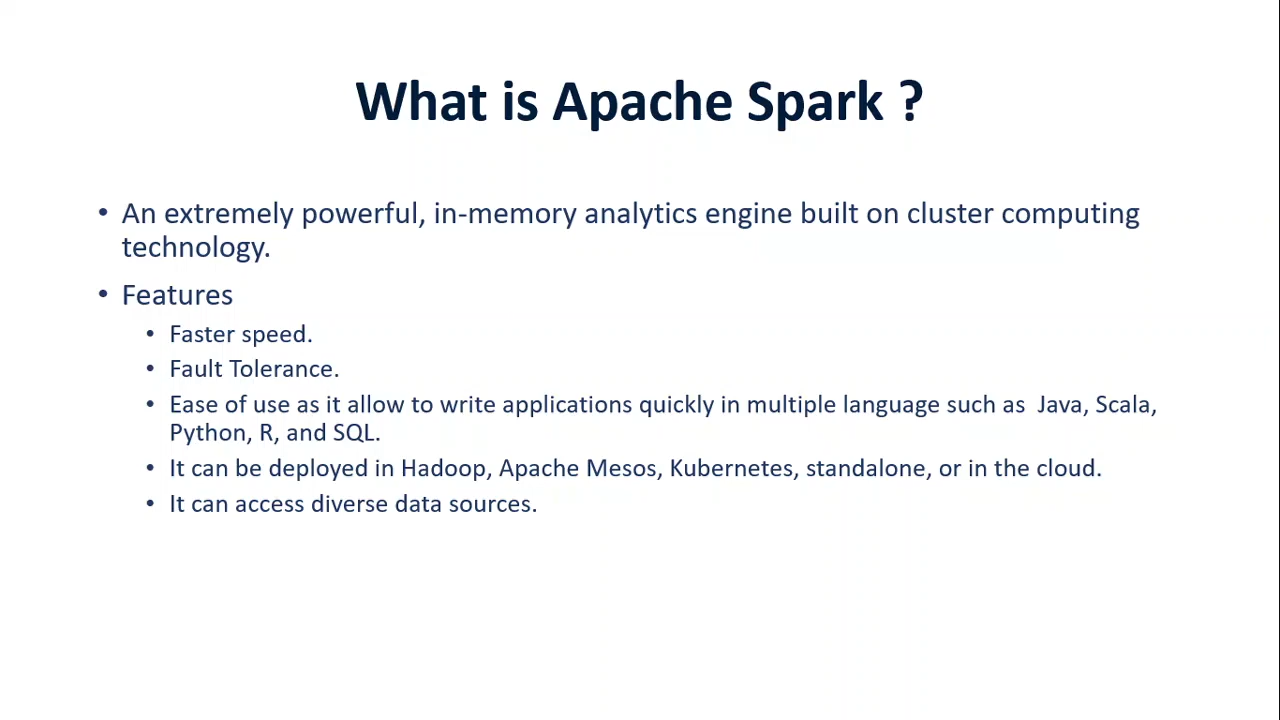 What is Apache Spark ?
• An extremely powerful, in-memory analytics engine built on cluster computing
technology.
• Features
• Faster speed.
• Fault Tolerance.
• Ease of use as it allow to write applications quickly in multiple language such as  Java, Scala,
Python, R, and SQL.
• It can be deployed in Hadoop, Apache Mesos, Kubernetes, standalone, or in the cloud.
• It can access diverse data sources.